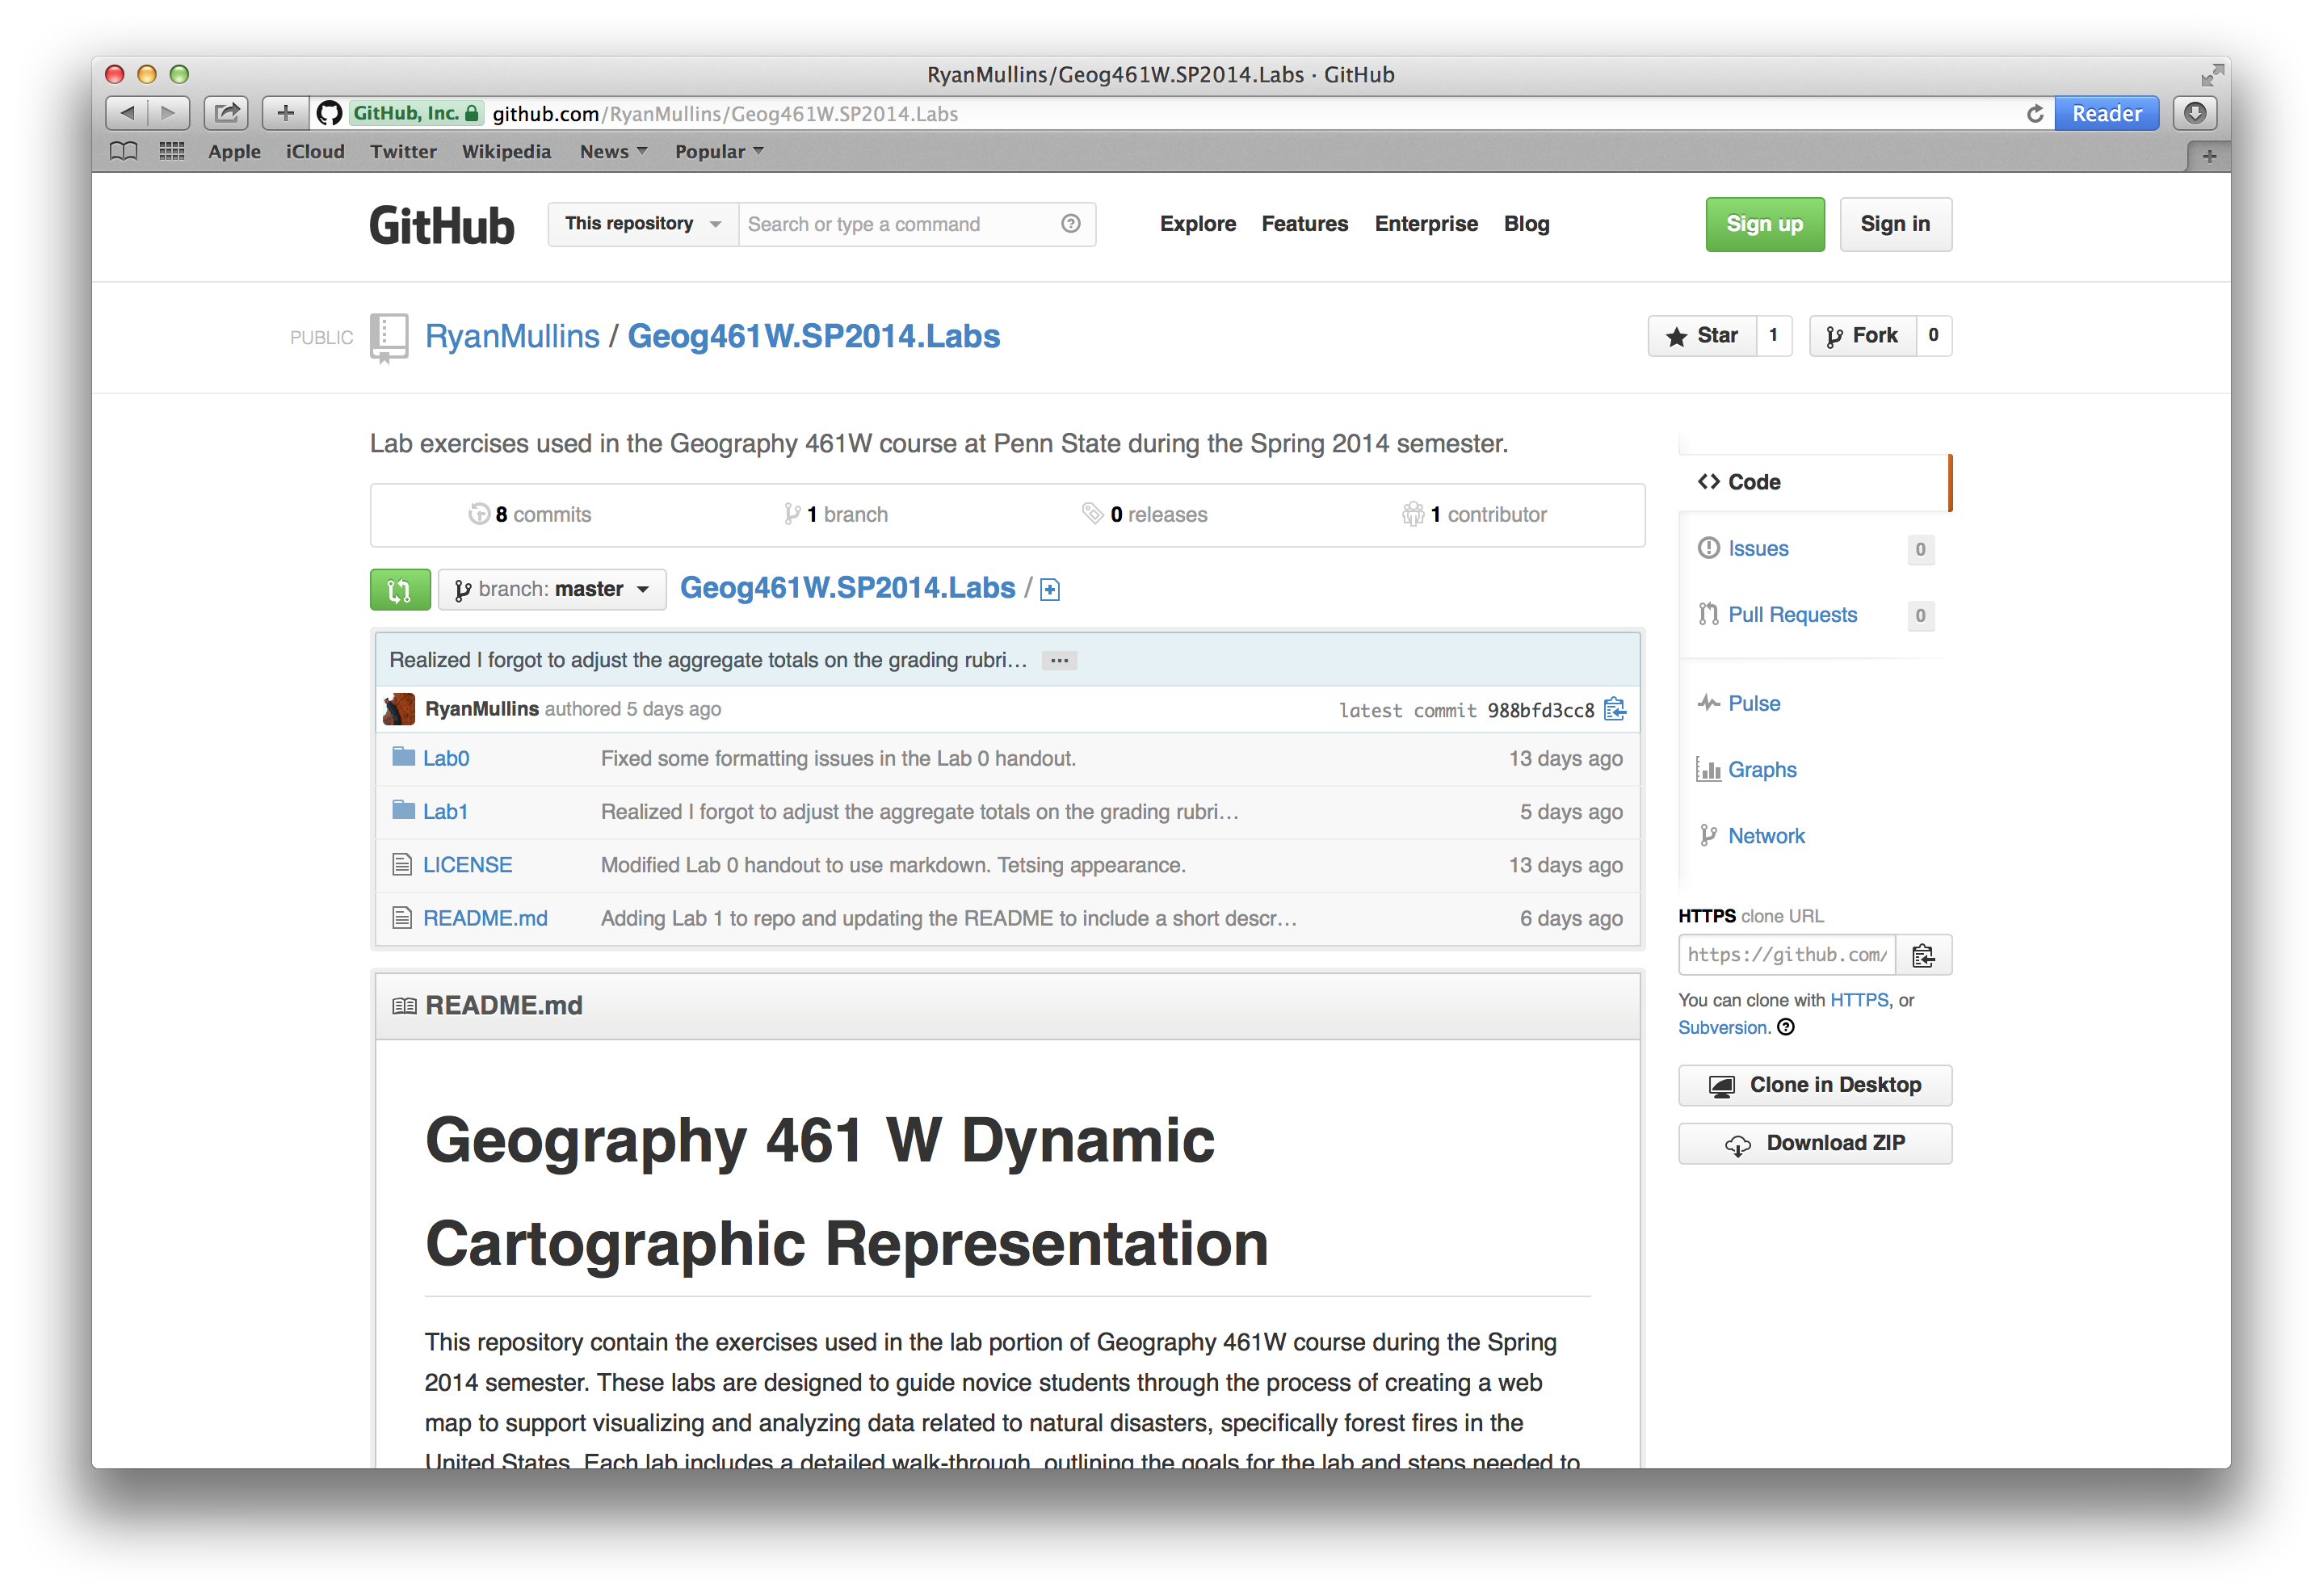 RyanMullins/Geog461W.SP2014.Labs · GitHub
GitHub, Inc. github.com/RyanMullins/Geog461W.SP2014.Labs Reader
Apple iCloud Twitter Wikipedia News Popular
GitHub This repository Search or type a command Explore Features Enterprise Blog Sign up Sign in
PUBLIC RyanMullins / Geog461W.SP2014.Labs Star 1 Fork 0
Lab exercises used in the Geography 461W course at Penn State during the Spring 2014 semester.
8 commits 1 branch 0 releases 1 contributor
branch: master Geog461W.SP2014.Labs /
Realized I forgot to adjust the aggregate totals on the grading rubri… ...
RyanMullins authored 5 days ago latest commit 988bfd3cc8
Lab0 Fixed some formatting issues in the Lab 0 handout. 13 days ago
Lab1 Realized I forgot to adjust the aggregate totals on the grading rubri… 5 days ago
LICENSE Modified Lab 0 handout to use markdown. Tetsing appearance. 13 days ago
README.md Adding Lab 1 to repo and updating the README to include a short descr… 6 days ago
README.md
Geography 461 W Dynamic
Cartographic Representation
This repository contain the exercises used in the lab portion of Geography 461W course during the Spring
2014 semester. These labs are designed to guide novice students through the process of creating a web
map to support visualizing and analyzing data related to natural disasters, specifically forest fires in the
United States. Each lab includes a detailed walk-through, outlining the goals for the lab and steps needed to
Code
Issues 0
Pull Requests 0
Pulse
Graphs
Network
HTTPS clone URL
https://github.com/
You can clone with HTTPS, or
Subversion.
Clone in Desktop
Download ZIP